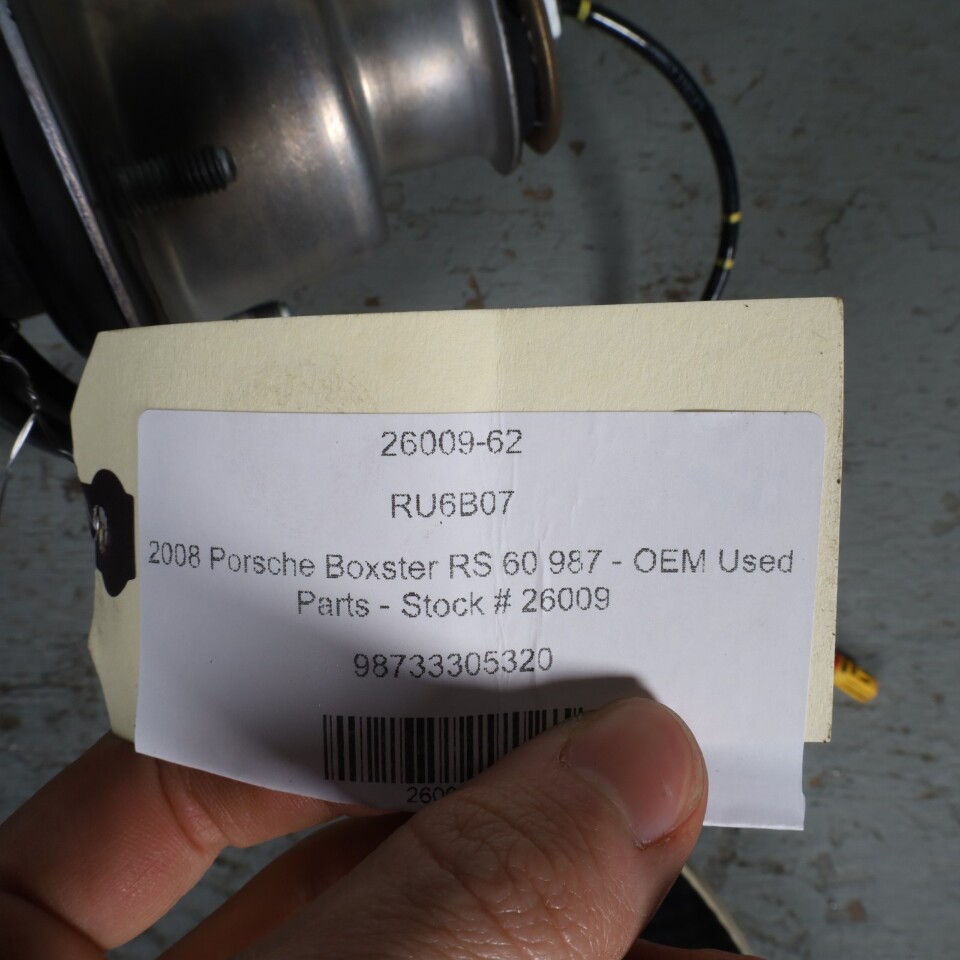 26009-62
RU6B07
2008 Porsche Boxster RS 60 987 - OEM Used
Parts - Stock # 26009
98733305320